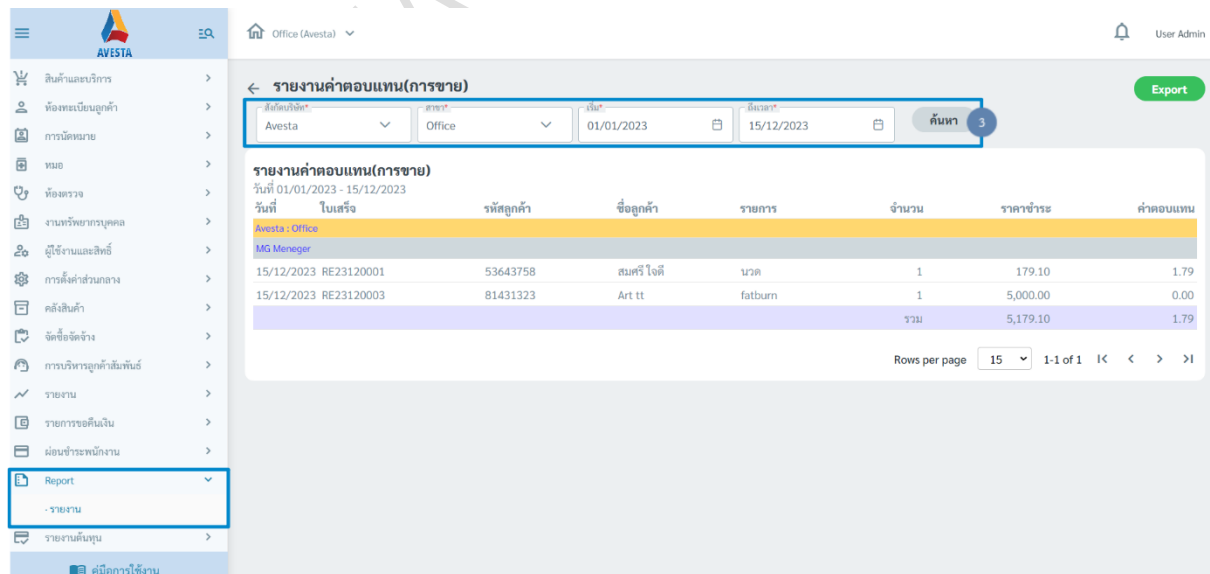 AVESTA
Office (Avesta)
User Admin
สินค้าและบริการ
ห้องทะเบียนลูกค้า
การนัดหมาย
หมอ
ห้องตรวจ
งานทรัพยากรบุคคล
ผู้ใช้งานและสิทธิ์
การตั้งค่าส่วนกลาง
คลังสินค้า
จัดซื้อจัดจ้าง
การบริหารลูกค้าสัมพันธ์
รายงาน
รายการขอคืนเงิน
ผ่อนชำระพนักงาน
Report
- รายงาน
รายงานต้นทุน
คู่มือการใช้งาน
รายงานค่าตอบแทน(การขาย)
Export
สังกัดบริษัท* สาขา* เริ่ม* ถึงเวลา*
Avesta Office 01/01/2023 15/12/2023 ค้นหา 3
รายงานค่าตอบแทน(การขาย)
วันที่ 01/01/2023 - 15/12/2023
วันที่ ใบเสร็จ รหัสลูกค้า ชื่อลูกค้า รายการ จำนวน ราคาชำระ ค่าตอบแทน
Avesta : Office
MG Meneger
15/12/2023 RE23120001 53643758 สมศรี ใจดี นวด 1 179.10 1.79
15/12/2023 RE23120003 81431323 Art tt fatburn 1 5,000.00 0.00
รวม 5,179.10 1.79
Rows per page 15 1-1 of 1